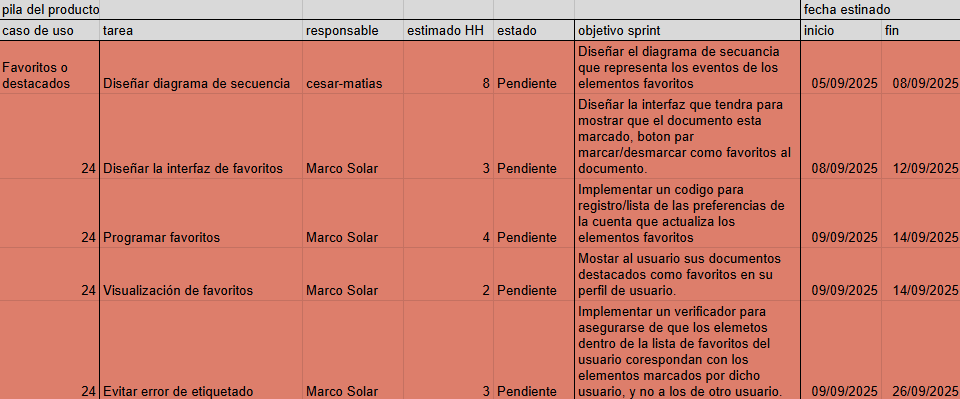 pila del producto fecha estinado
caso de uso tarea responsable estimado HH estado objetivo sprint inicio fin
Favoritos o destacados Diseñar diagrama de secuencia cesar-matias 8 Pendiente Diseñar el diagrama de secuancia
que representa los eventos de los
elementos favoritos 05/09/2025 08/09/2025
24 Diseñar la interfaz de favoritos Marco Solar 3 Pendiente Diseñar la interfaz que tendra para
mostrar que el documento esta
marcado, boton par
marcar/desmarcar como favoritos al
documento. 08/09/2025 12/09/2025
24 Programar favoritos Marco Solar 4 Pendiente Implementar un codigo para
registro/lista de las preferencias de
la cuenta que actualiza los
elementos favoritos 09/09/2025 14/09/2025
24 Visualización de favoritos Marco Solar 2 Pendiente Mostar al usuario sus documentos
destacados como favoritos en su
perfil de usuario. 09/09/2025 14/09/2025
24 Evitar error de etiquetado Marco Solar 3 Pendiente Implementar un verificador para
asegurarse de que los elemetos
dentro de la lista de favoritos del
usuario corespondan con los
elementos marcados por dicho
usuario, y no a los de otro usuario. 09/09/2025 26/09/2025